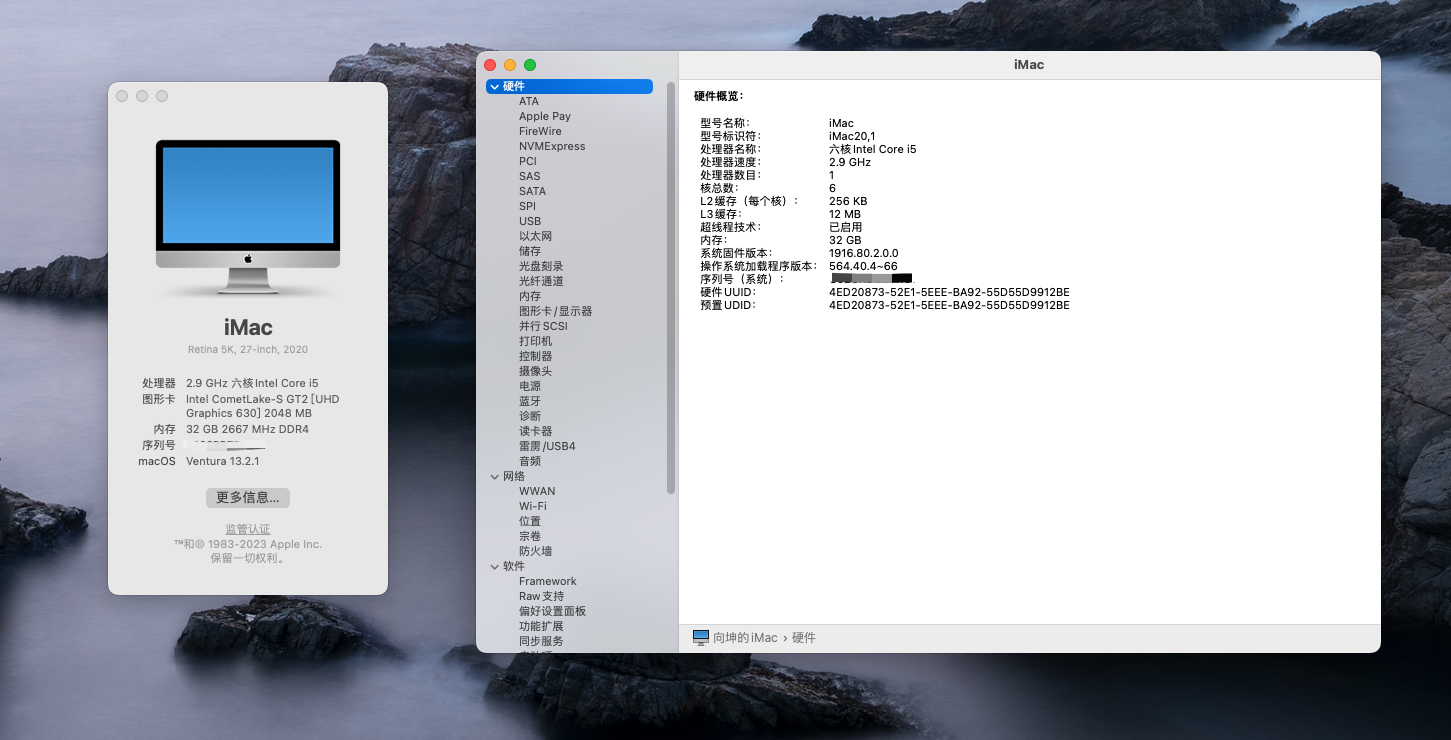 iMac
Retina 5K, 27-inch, 2020
处理器 2.9 GHz 六核Intel Core i5
图形卡 Intel CometLake-S GT2 [UHD
Graphics 630] 2048 MB
内存 32 GB 2667 MHz DDR4
序列号
macOS Ventura 13.2.1
更多信息...
监管认证
™和© 1983-2023 Apple Inc.
保留一切权利。
硬件
ATA
Apple Pay
FireWire
NVMExpress
PCI
SAS
SATA
SPI
USB
以太网
储存
光盘刻录
光纤通道
内存
图形卡/显示器
并行SCSI
打印机
控制器
摄像头
电源
蓝牙
诊断
读卡器
雷雳/USB4
音频
网络
WWAN
Wi-Fi
位置
宗卷
防火墙
软件
Framework
Raw支持
偏好设置面板
功能扩展
同步服务
iMac
硬件概览：
型号名称： iMac
型号标识符： iMac20,1
处理器名称： 六核Intel Core i5
处理器速度： 2.9 GHz
处理器数目： 1
核总数： 6
L2缓存（每个核）： 256 KB
L3缓存： 12 MB
超线程技术： 已启用
内存： 32 GB
系统固件版本： 1916.80.2.0.0
操作系统加载程序版本： 564.40.4~66
序列号（系统）：
硬件UUID： 4ED20873-52E1-5EEE-BA92-55D55D9912BE
预置UDID： 4ED20873-52E1-5EEE-BA92-55D55D9912BE
向坤的iMac › 硬件